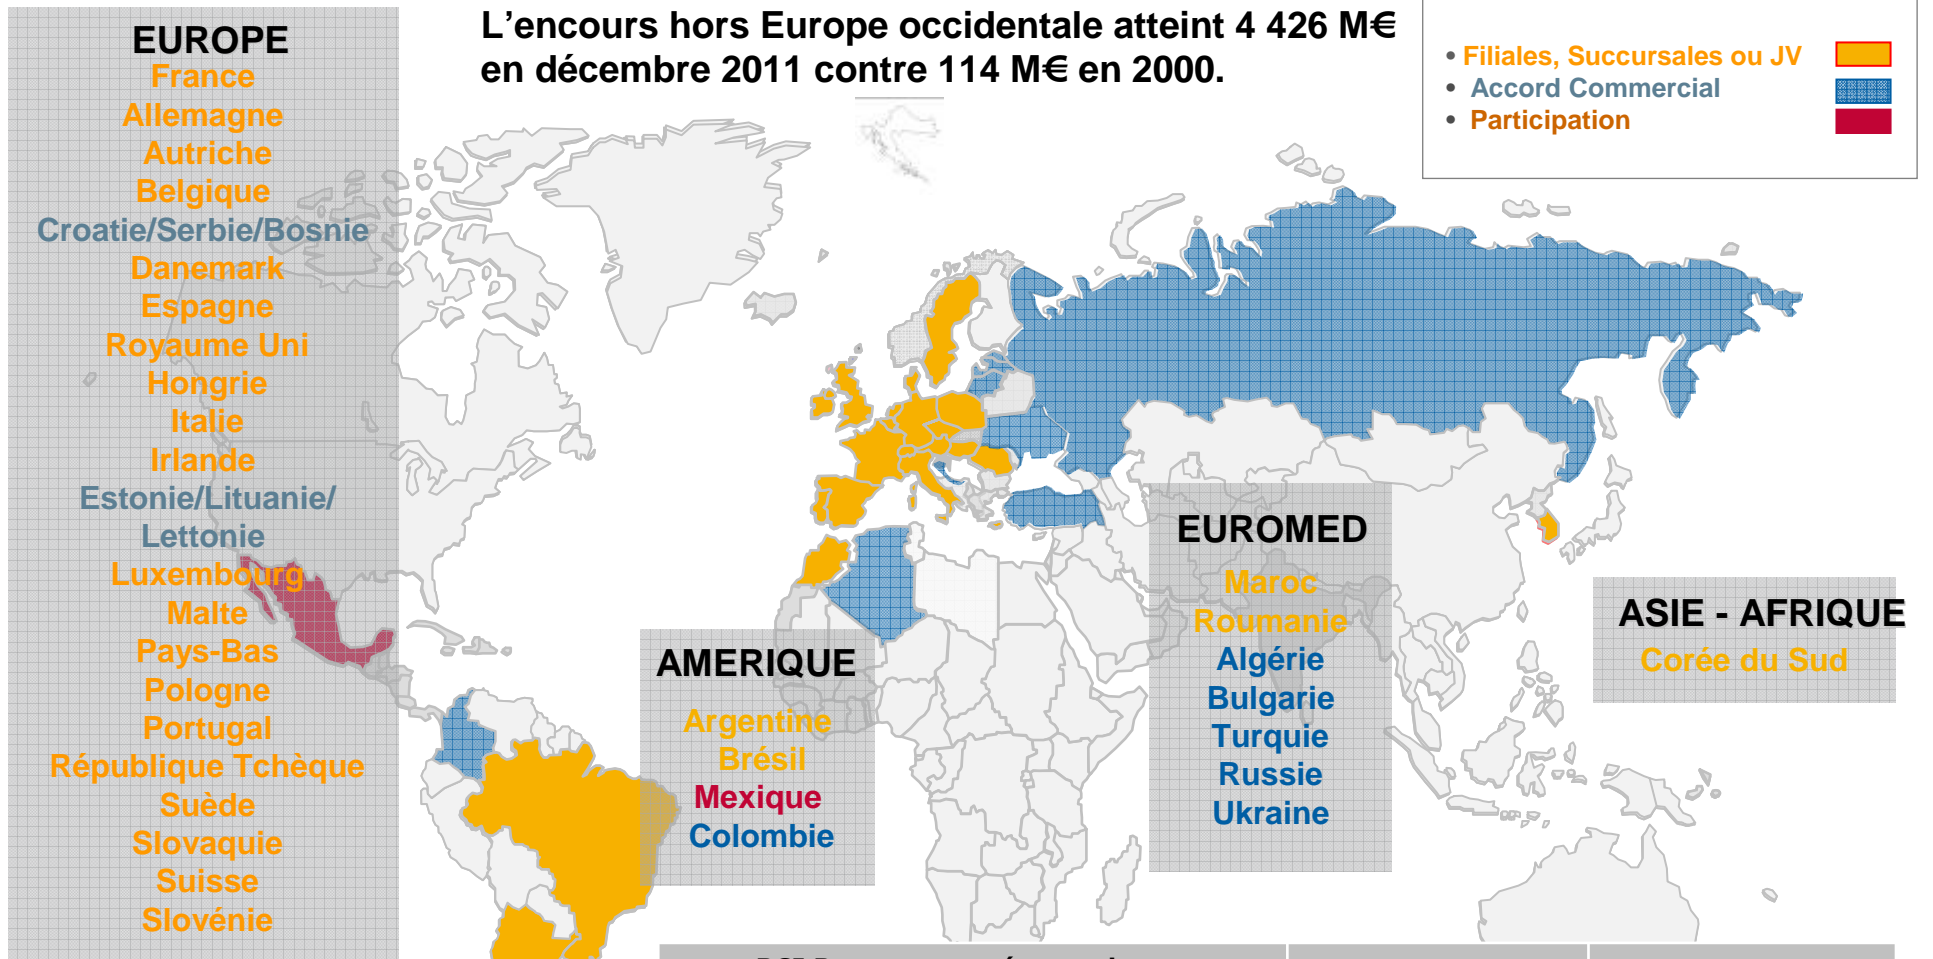 EUROPE
France
Allemagne
Autriche
Belgique
Croatie/Serbie/Bosnie
Danemark
Espagne
Royaume Uni
Hongrie
Italie
Irlande
Estonie/Lituanie/
Lettonie
Luxembourg
Malte
Pays-Bas
Pologne
Portugal
République Tchèque
Suède
Slovaquie
Suisse
Slovénie
L'encours hors Europe occidentale atteint 4 426 M€
en décembre 2011 contre 114 M€ en 2000.
• Filiales, Succursales ou JV
• Accord Commercial
• Participation
AMERIQUE
Argentine
Brésil
Mexique
Colombie
EUROMED
Maroc
Roumanie
Algérie
Bulgarie
Turquie
Russie
Ukraine
ASIE - AFRIQUE
Corée du Sud